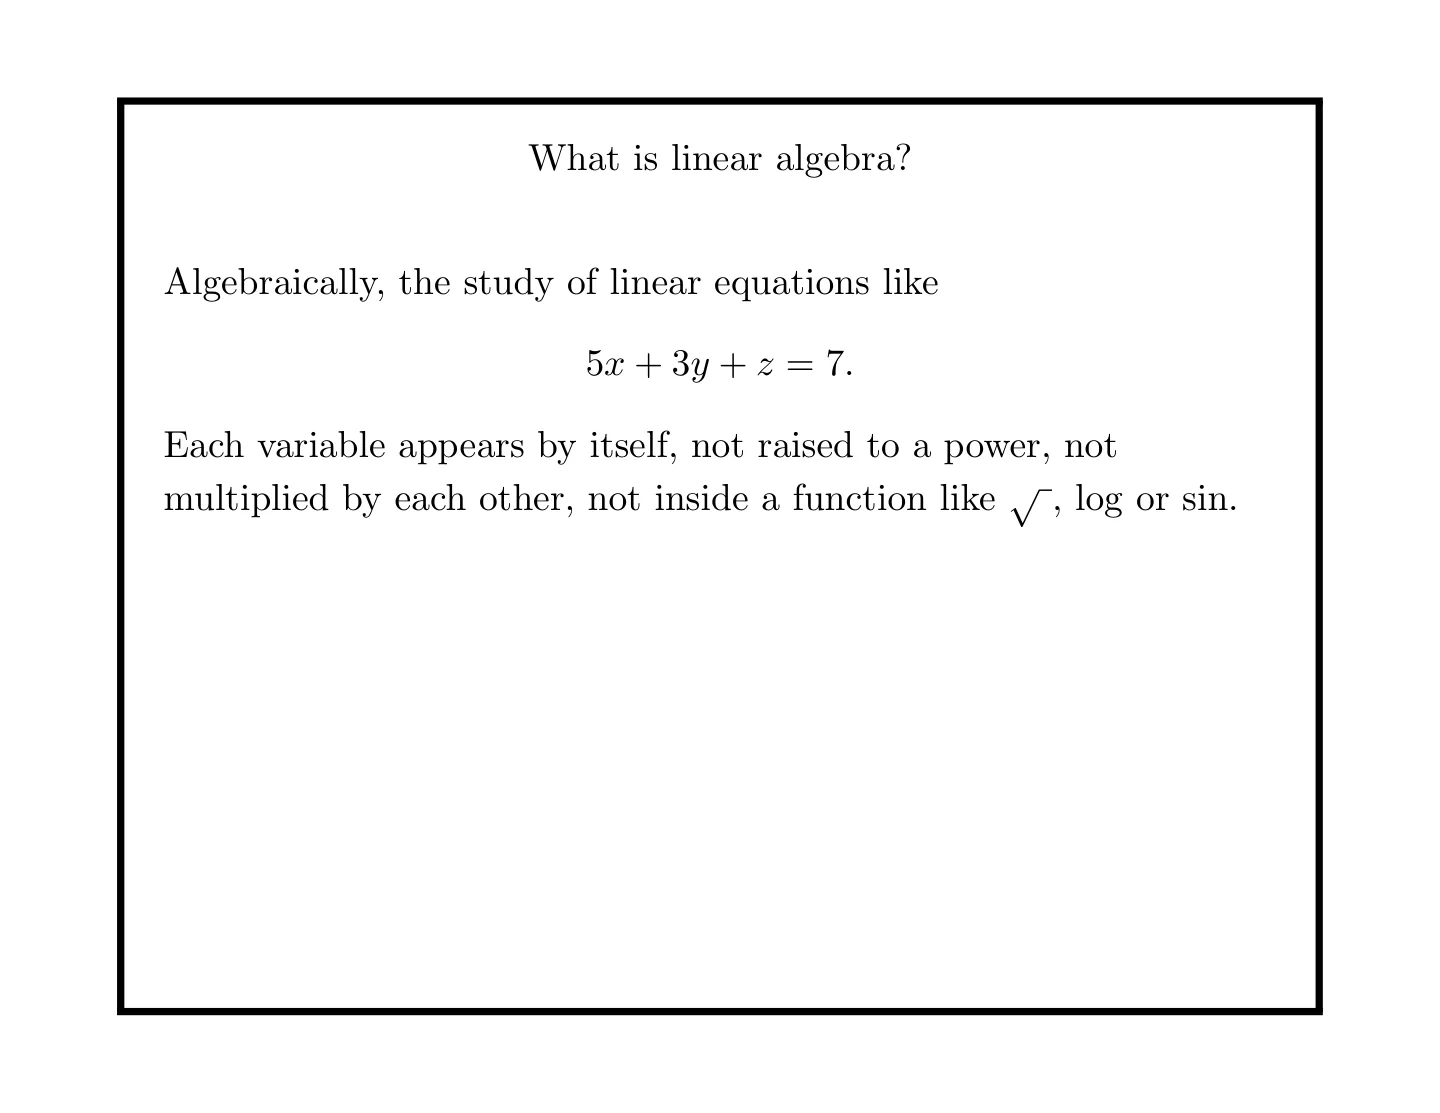 What is linear algebra?
Algebraically, the study of linear equations like
5x + 3y + z = 7.
Each variable appears by itself, not raised to a power, not
multiplied by each other, not inside a function like √ , log or sin.